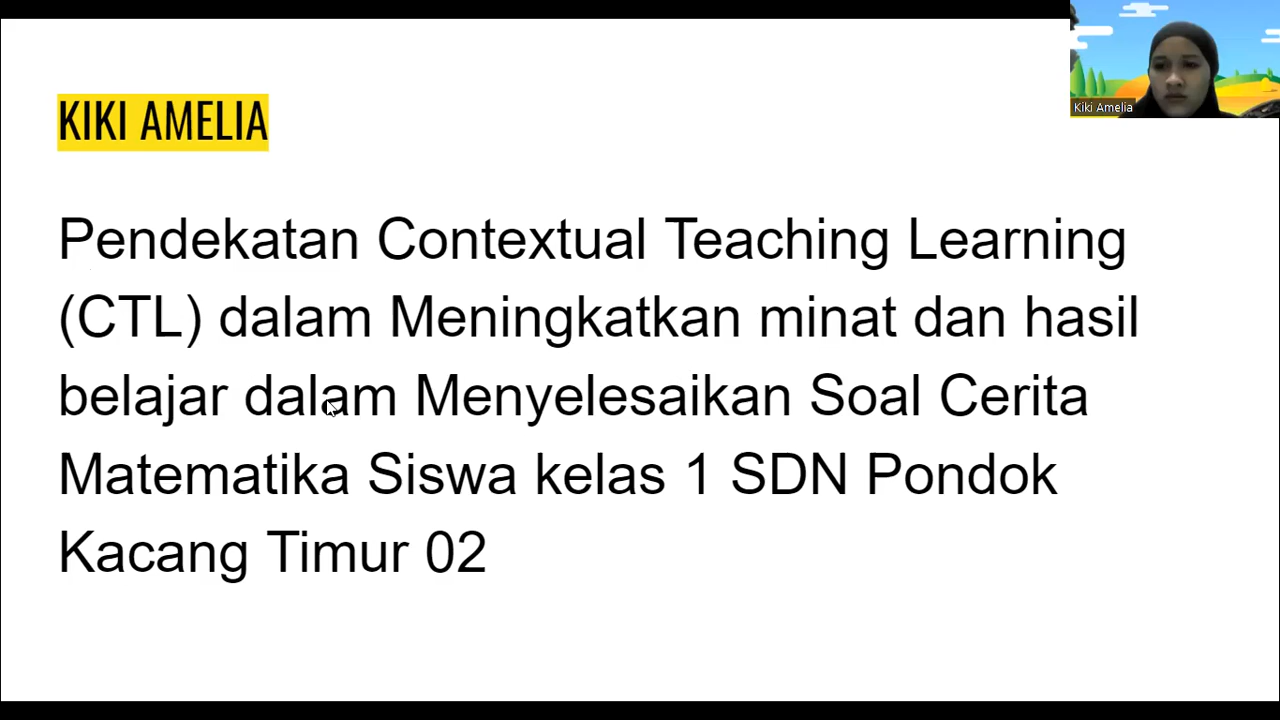 KIKI AMELIA
Kiki Amelia
Pendekatan Contextual Teaching Learning
(CTL) dalam Meningkatkan minat dan hasil
belajar dalam Menyelesaikan Soal Cerita
Matematika Siswa kelas 1 SDN Pondok
Kacang Timur 02